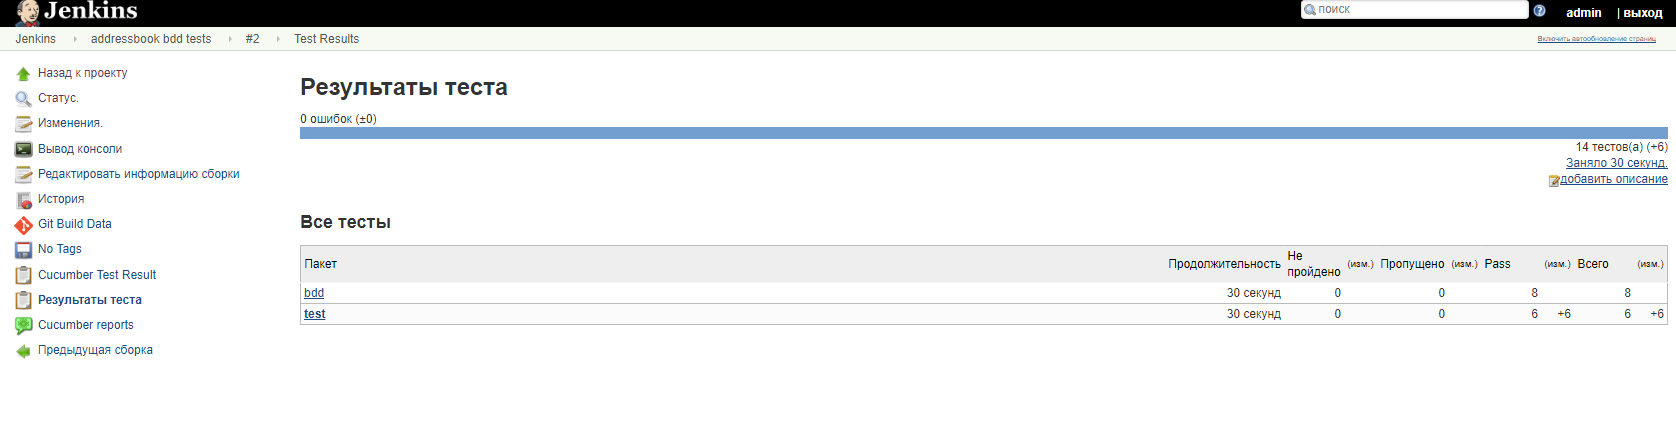 Jenkins
поиск
admin
| выход
Jenkins
addressbook bdd tests
#2
Test Results
Включить автообновление страниц
Назад к проекту
Статус.
Изменения.
Вывод консоли
Редактировать информацию сборки
История
Git Build Data
No Tags
Cucumber Test Result
Результаты теста
Cucumber reports
Предыдущая сборка
Результаты теста
0 ошибок (±0)
14 тестов(а) (+6)
Заняло 30 секунд.
добавить описание
Все тесты
Пакет Продолжительность Не пройдено (изм.) Пропущено (изм.) Pass (изм.) Всего (изм.)
bdd 30 секунд 0 0 8 8
test 30 секунд 0 0 6 +6 6 +6